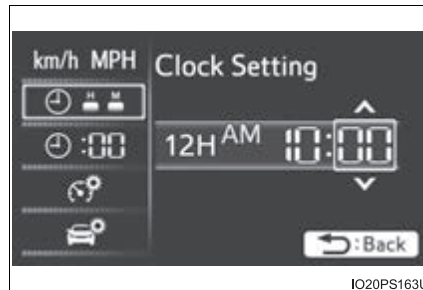 km/h MPH
Clock Setting
H M
:00
12H AM 10:00
:Back
IO20PS163U